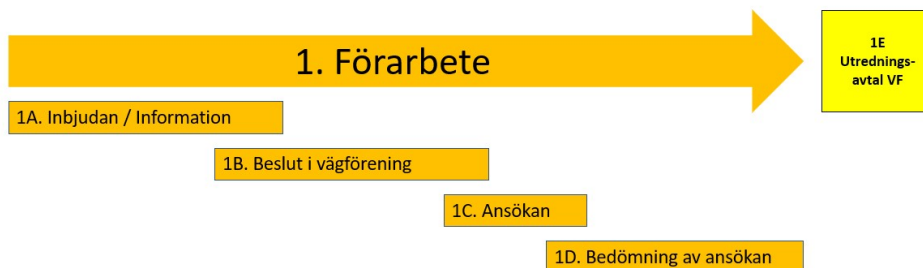 1. Förarbete
1E
Utrednings-
avtal VF
1A. Inbjudan / Information
1B. Beslut i vägförening
1C. Ansökan
1D. Bedömning av ansökan